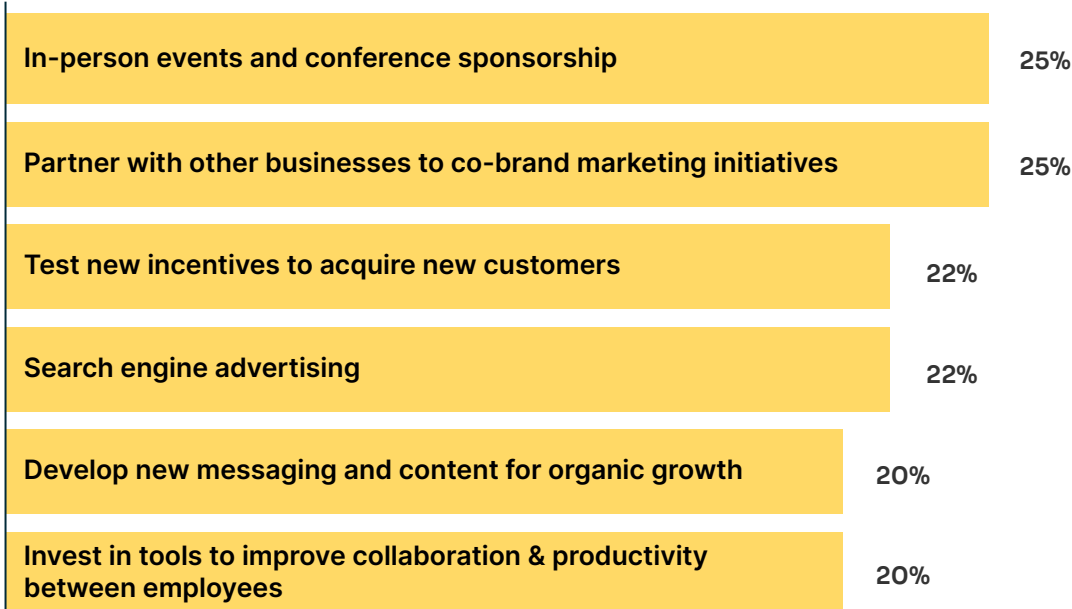 In-person events and conference sponsorship 25%
Partner with other businesses to co-brand marketing initiatives 25%
Test new incentives to acquire new customers 22%
Search engine advertising 22%
Develop new messaging and content for organic growth 20%
Invest in tools to improve collaboration & productivity
between employees 20%